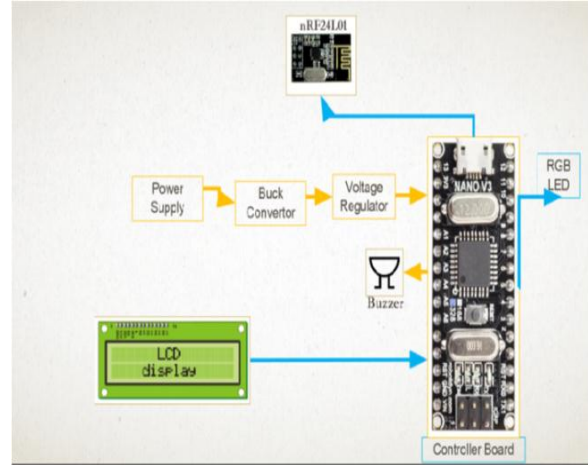 nRF24L01
RGB
LED
NANO V3
Power
Supply
Buck
Convertor
Voltage
Regulator
Buzzer
LCD
display
Controller Board